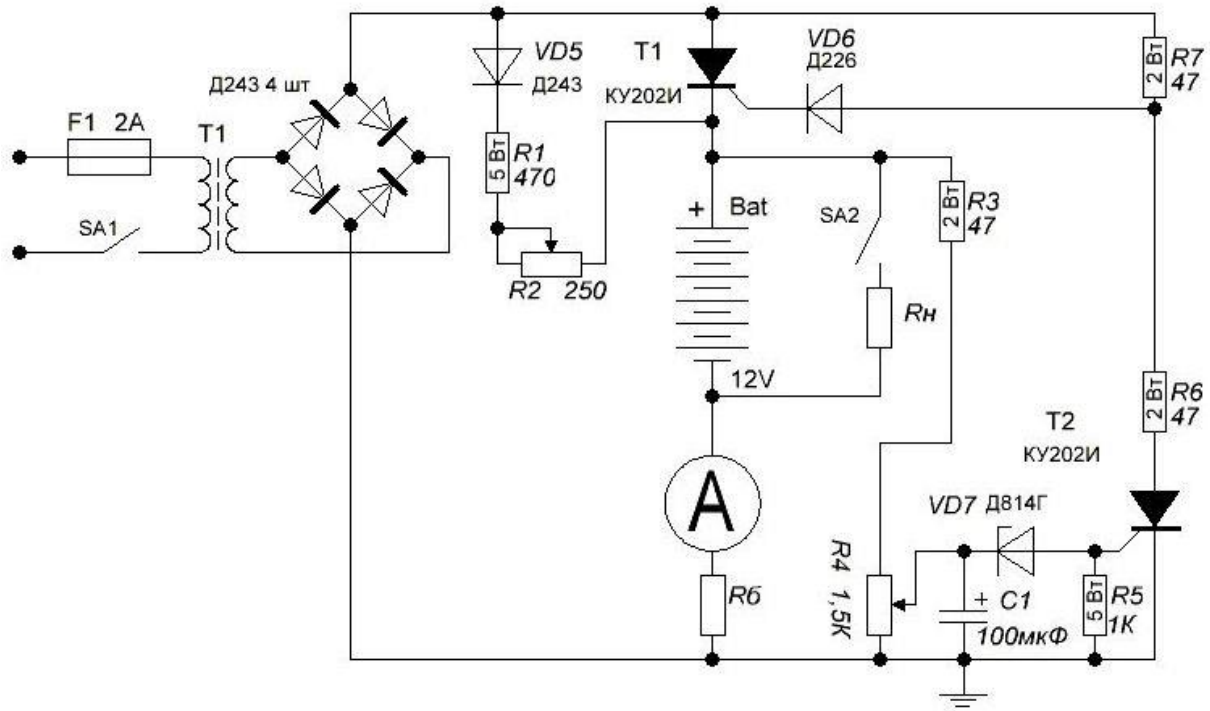 F1 2А
T1
SA1
Д243 4 шт
VD5
Д243
5 Вт
R1
470
R2 250
T1
КУ202И
VD6
Д226
2 Вт
R7
47
+ Bat
12V
SA2
Rн
2 Вт
R3
47
2 Вт
R6
47
T2
КУ202И
A
VD7 Д814Г
R4 1,5К
+ C1
100мкФ
5 Вт
R5
1К
Rб